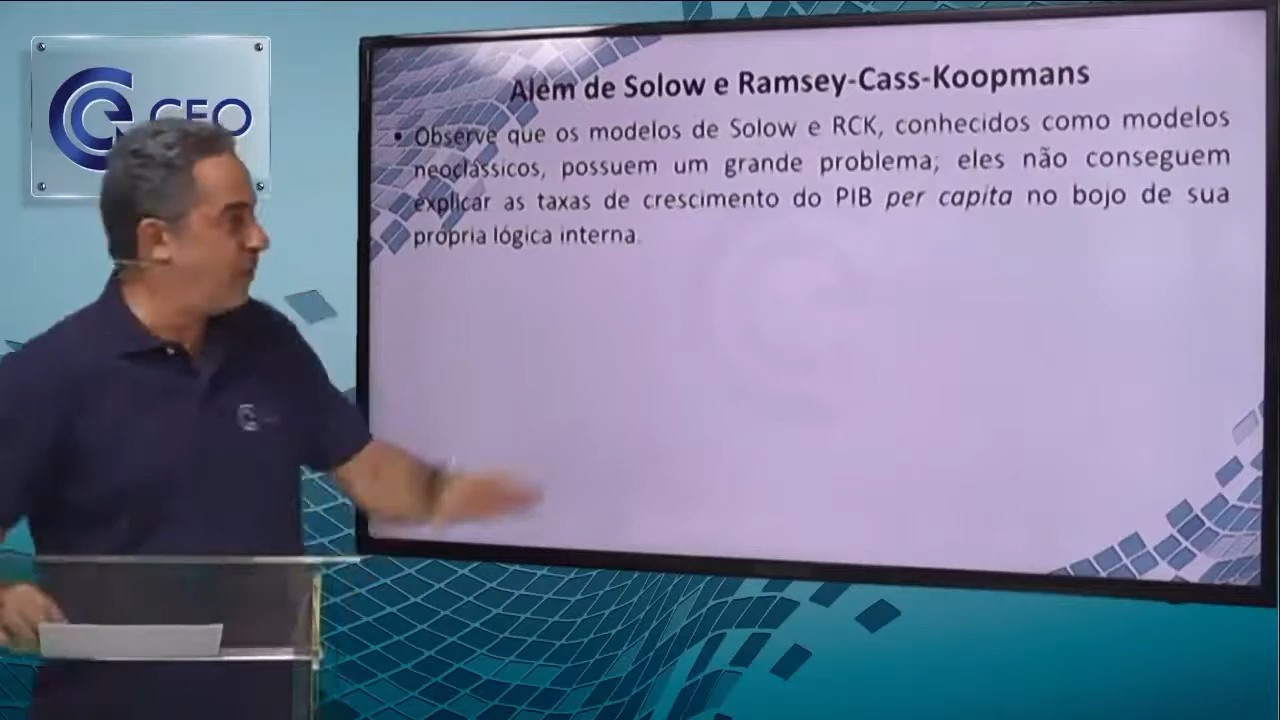 CEO
Além de Solow e Ramsey-Cass-Koopmans
• Observe que os modelos de Solow e RCK, conhecidos como modelos
neoclássicos, possuem um grande problema; eles não conseguem
explicar as taxas de crescimento do PIB per capita no bojo de sua
própria lógica interna.